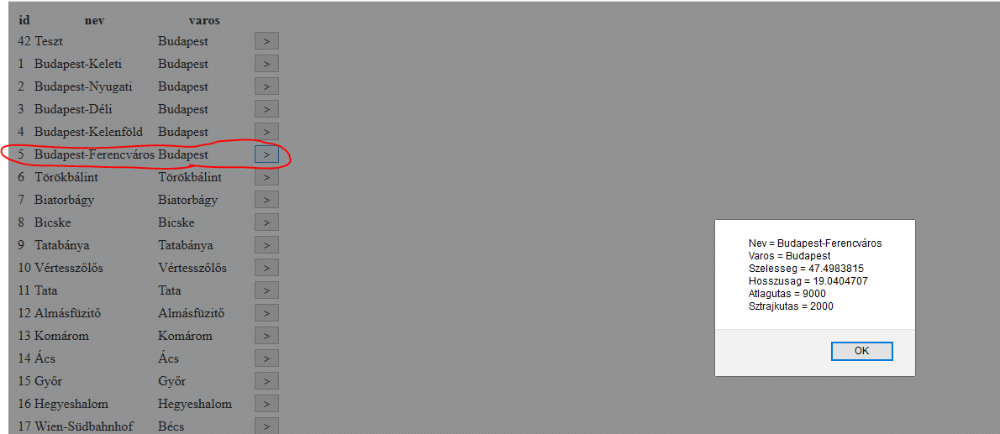 id nev varos
42 Teszt Budapest >
1 Budapest-Keleti Budapest >
2 Budapest-Nyugati Budapest >
3 Budapest-Déli Budapest >
4 Budapest-Kelenföld Budapest >
5 Budapest-Ferencváros Budapest >
6 Törökbálint Törökbálint >
7 Biatorbágy Biatorbágy >
8 Bicske Bicske >
9 Tatabánya Tatabánya >
10 Vértesszőlős Vértesszőlős >
11 Tata Tata >
12 Almásfüzitő Almásfüzitő >
13 Komárom Komárom >
14 Ács Ács >
15 Győr Győr >
16 Hegyeshalom Hegyeshalom >
17 Wien-Südbahnhof Bécs >
Nev = Budapest-Ferencváros
Varos = Budapest
Szelesseg = 47.4983815
Hosszusag = 19.0404707
Atlagutas = 9000
Sztrajkutas = 2000
OK